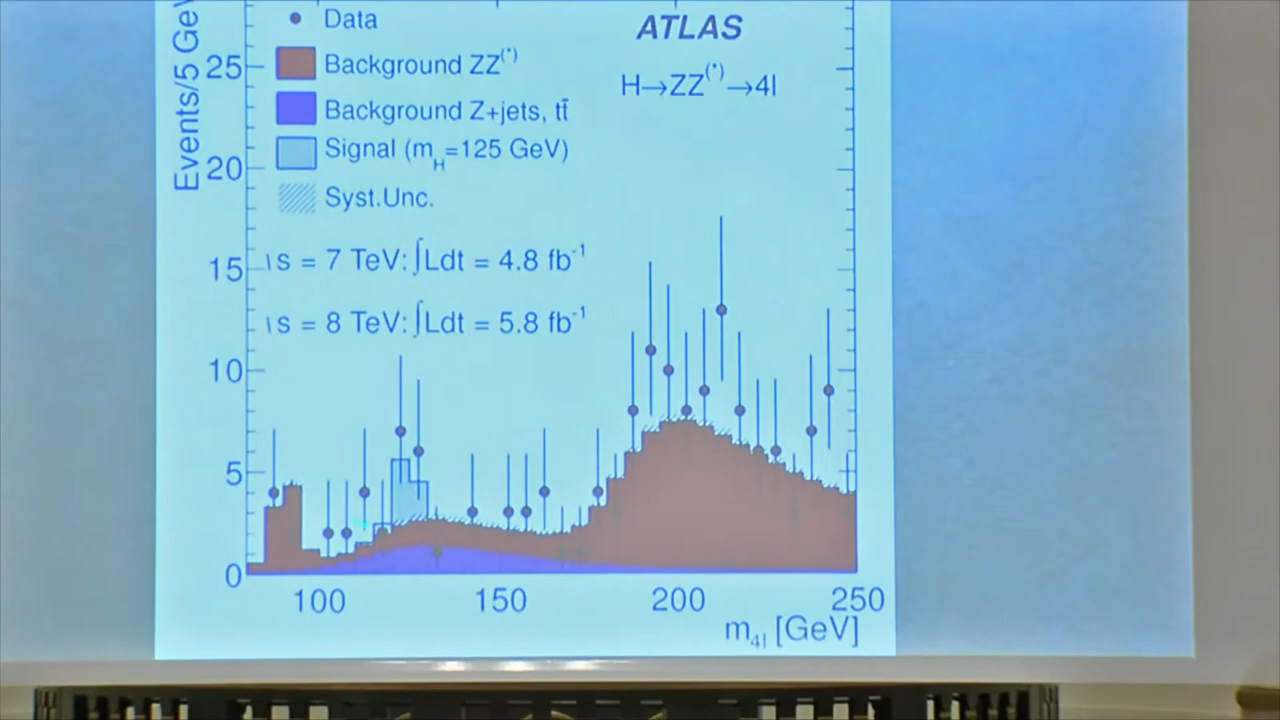 Data
Background ZZ(*)
Background Z+jets, tt̄
Signal (m_H=125 GeV)
Syst.Unc.
ATLAS
H→ZZ(*)→4l
s = 7 TeV: ∫Ldt = 4.8 fb⁻¹
s = 8 TeV: ∫Ldt = 5.8 fb⁻¹
Events/5 GeV
25
20
15
10
5
0
100 150 200 250
m_4l [GeV]